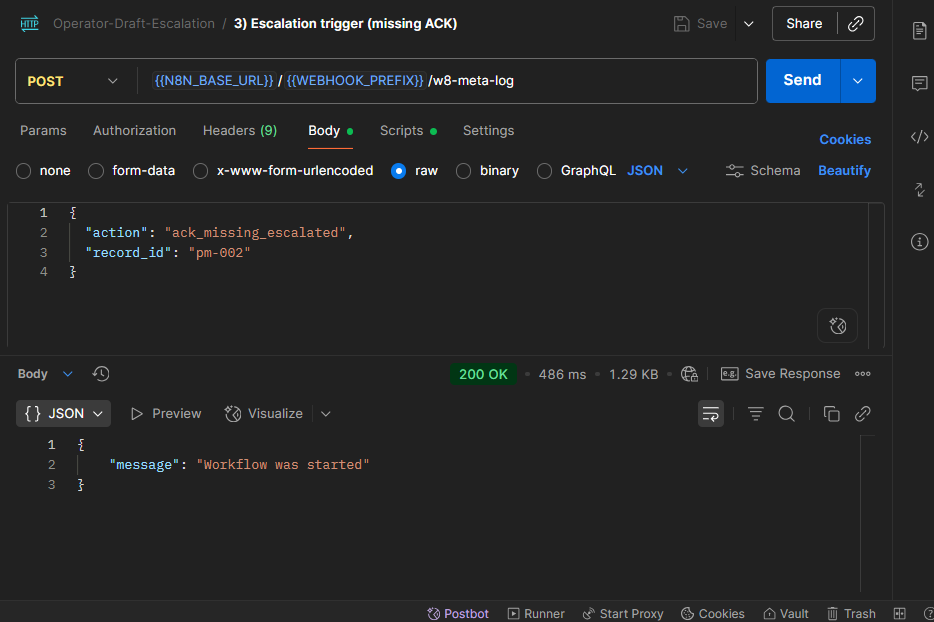 HTTP Operator-Draft-Escalation / 3) Escalation trigger (missing ACK) Save Share
POST {{N8N_BASE_URL}} / {{WEBHOOK_PREFIX}} /w8-meta-log Send
Params Authorization Headers (9) Body Scripts Settings
Cookies
none form-data x-www-form-urlencoded raw binary GraphQL JSON Schema Beautify
1 {
2 "action": "ack_missing_escalated",
3 "record_id": "pm-002"
4 }
Body 200 OK 486 ms 1.29 KB e.g. Save Response
{} JSON Preview Visualize
1 {
2 "message": "Workflow was started"
3 }
Postbot Runner Start Proxy Cookies Vault Trash